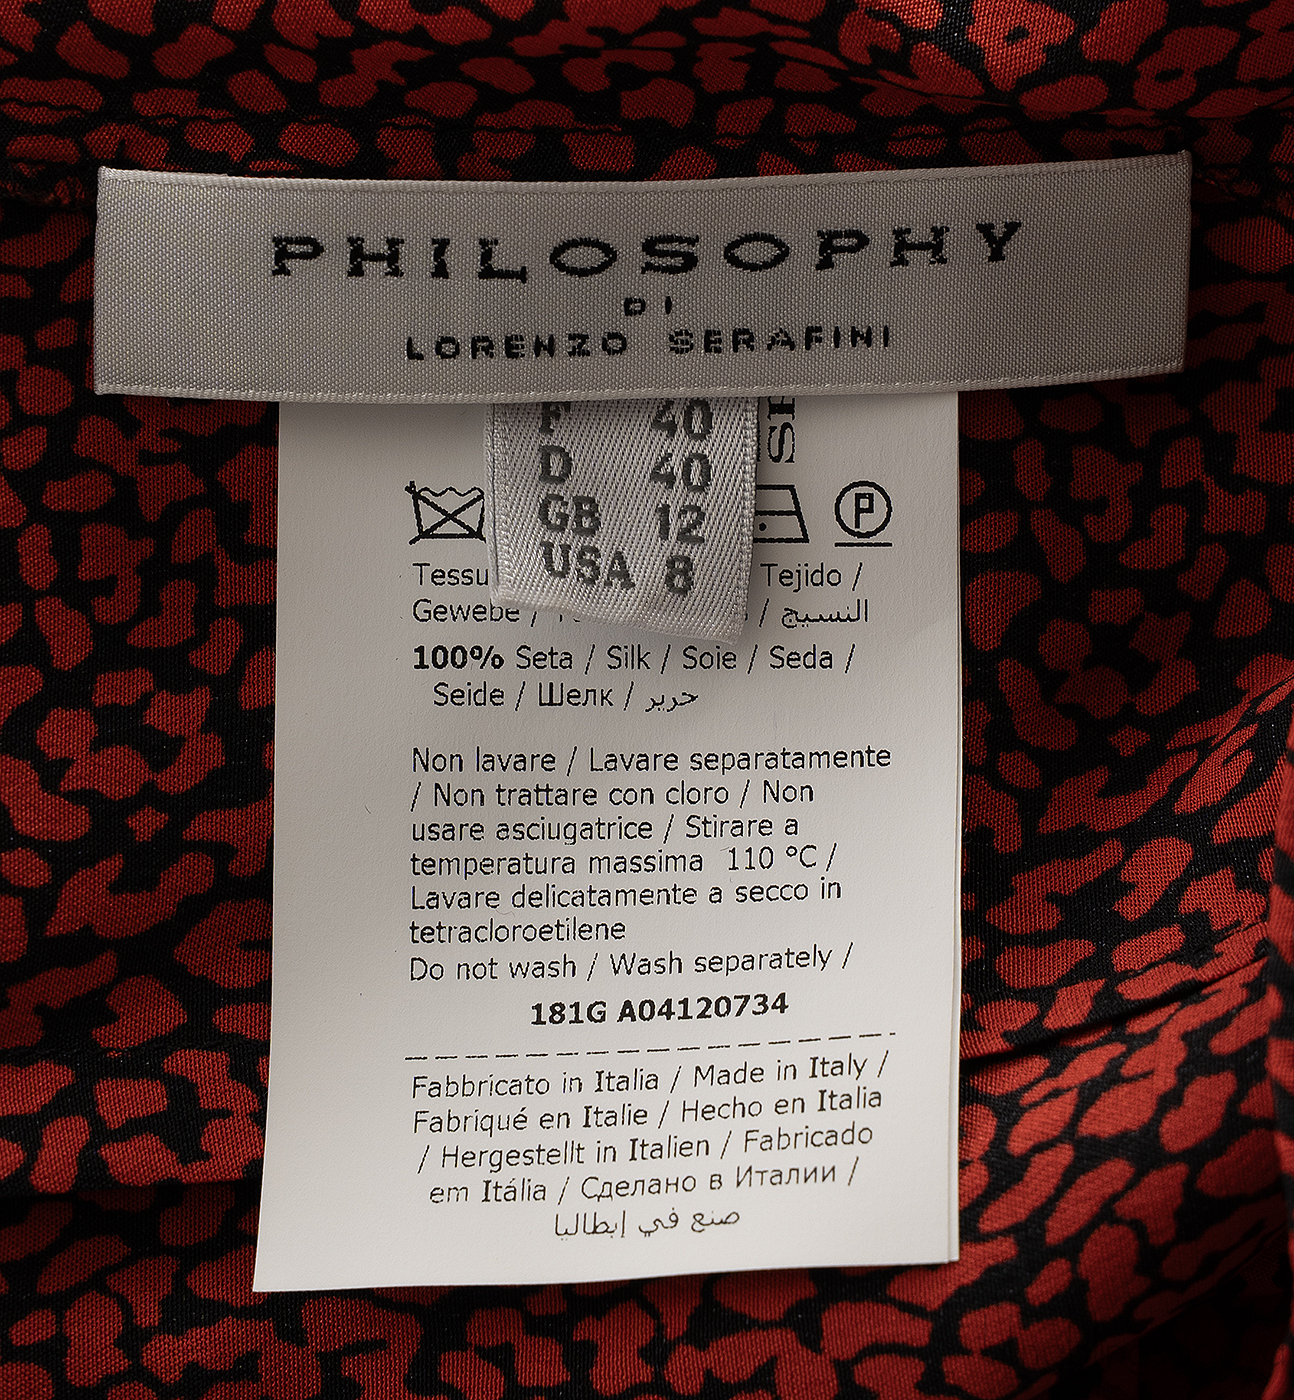 PHILOSOPHY
DI
LORENZO SERAFINI
F 40
D 40
GB 12
USA 8
P
Tejido /
Gewebe / / النسيج
100% Seta / Silk / Soie / Seda /
Seide / Шелк / حرير
Non lavare / Lavare separatamente
/ Non trattare con cloro / Non
usare asciugatrice / Stirare a
temperatura massima 110 °C /
Lavare delicatamente a secco in
tetracloroetilene
Do not wash / Wash separately /
181G A04120734
Fabbricato in Italia / Made in Italy /
Fabriqué en Italie / Hecho en Italia
/ Hergestellt in Italien / Fabricado
em Itália / Сделано в Италии /
صنع في إيطاليا